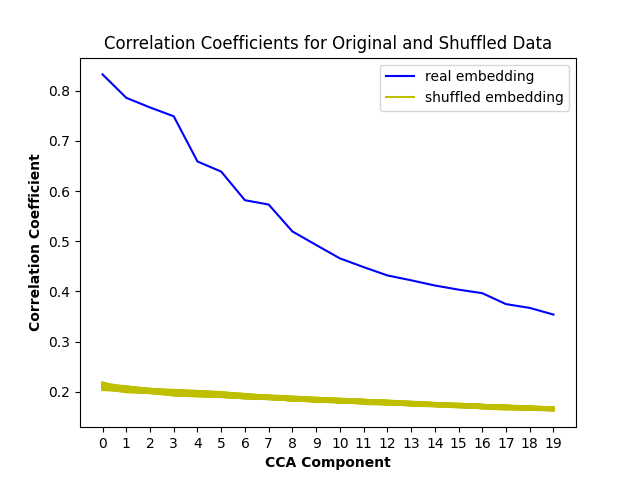 Correlation Coefficients for Original and Shuffled Data
real embedding
shuffled embedding
Correlation Coefficient
0.8
0.7
0.6
0.5
0.4
0.3
0.2
0 1 2 3 4 5 6 7 8 9 10 11 12 13 14 15 16 17 18 19
CCA Component